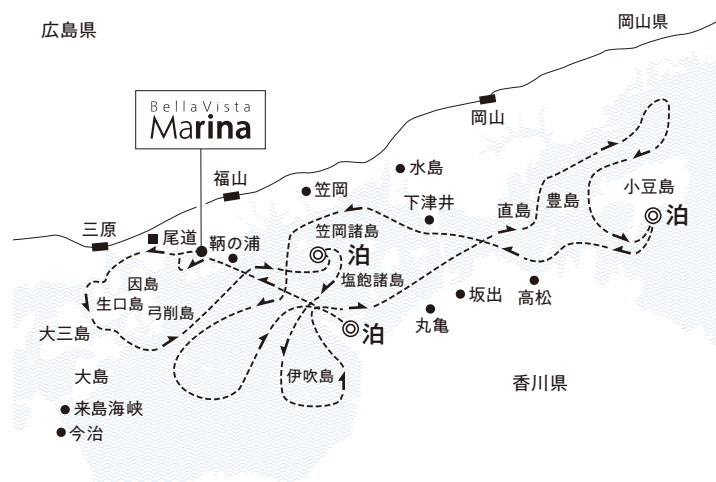 広島県
岡山県
BellaVista
Marina
岡山
福山
水島
笠岡
下津井
直島
豊島
小豆島
泊
三原
尾道
鞆の浦
笠岡諸島
泊
塩飽諸島
因島
生口島
弓削島
大三島
坂出
高松
丸亀
泊
大島
伊吹島
香川県
来島海峡
今治